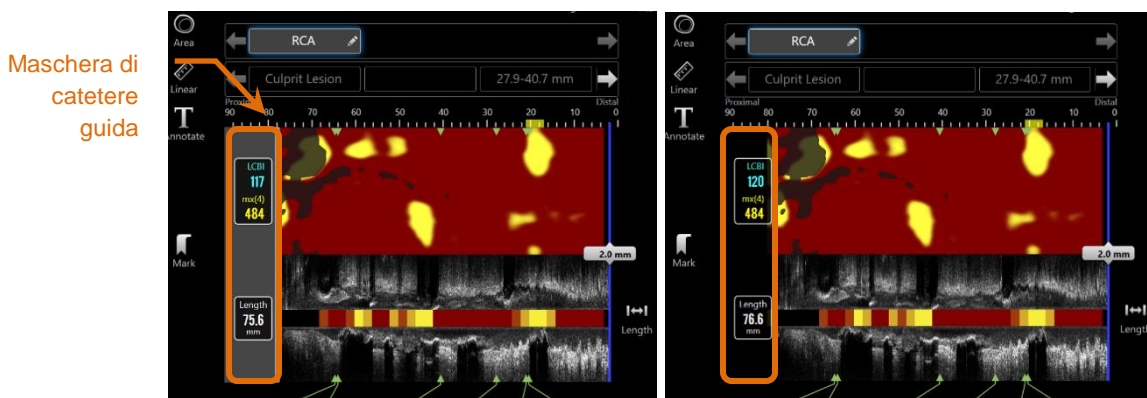 Maschera di
catetere
guida
Area
RCA
Linear
Culprit Lesion
27.9-40.7 mm
Proximal
Distal
90 80 70 60 50 40 30 20 10 0
T
Annotate
LCBI
117
mx(4)
484
Mark
2.0 mm
Length
75.6
mm
Length
Area
RCA
Linear
Culprit Lesion
27.9-40.7 mm
Proximal
Distal
90 80 70 60 50 40 30 20 10 0
T
Annotate
LCBI
120
mx(4)
484
Mark
2.0 mm
Length
76.6
mm
Length